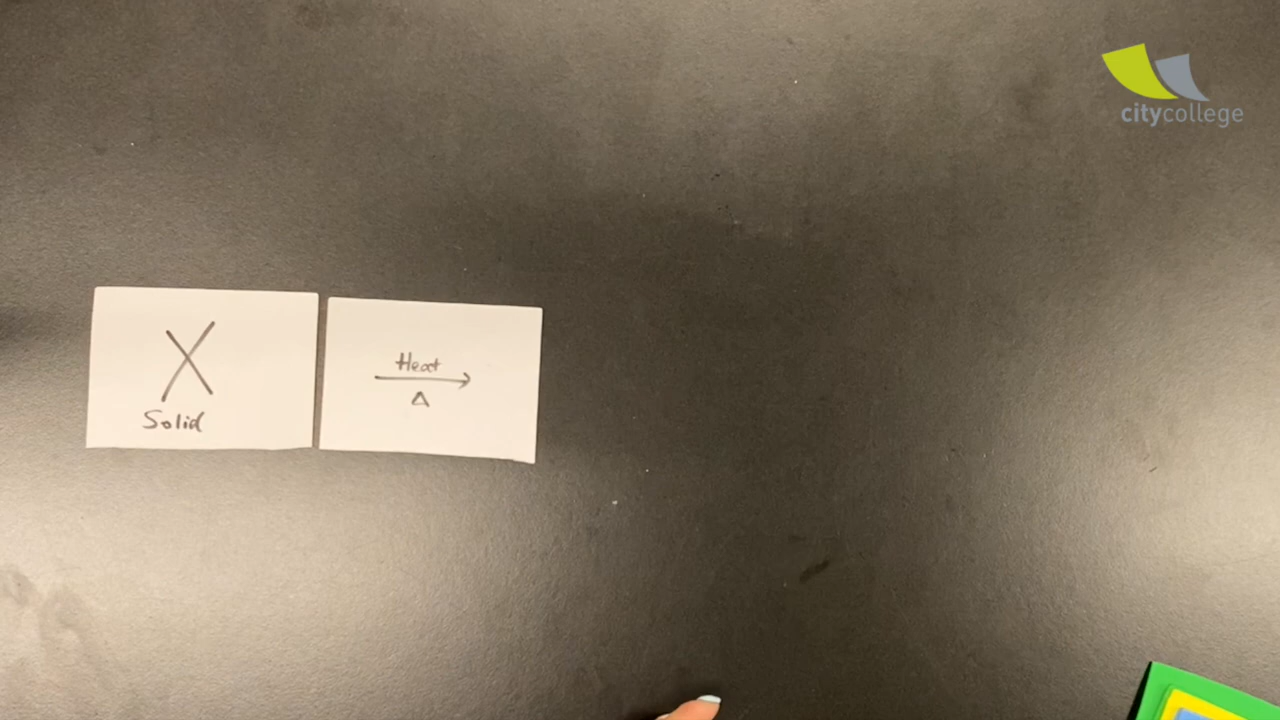 citycollege
X
Solid
Heat
Δ